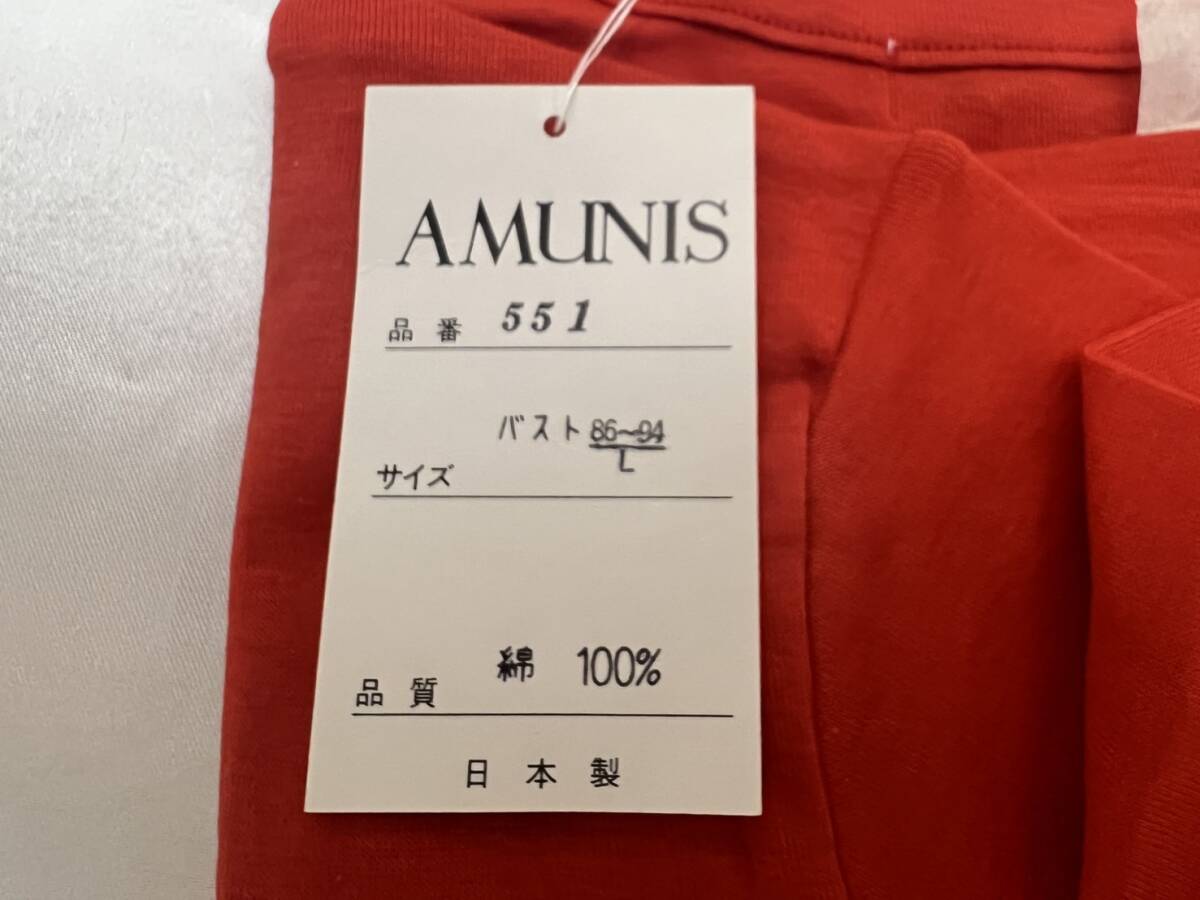 AMUNIS
品番 551
バスト 86~94
サイズ L
綿 100%
品質
日本製